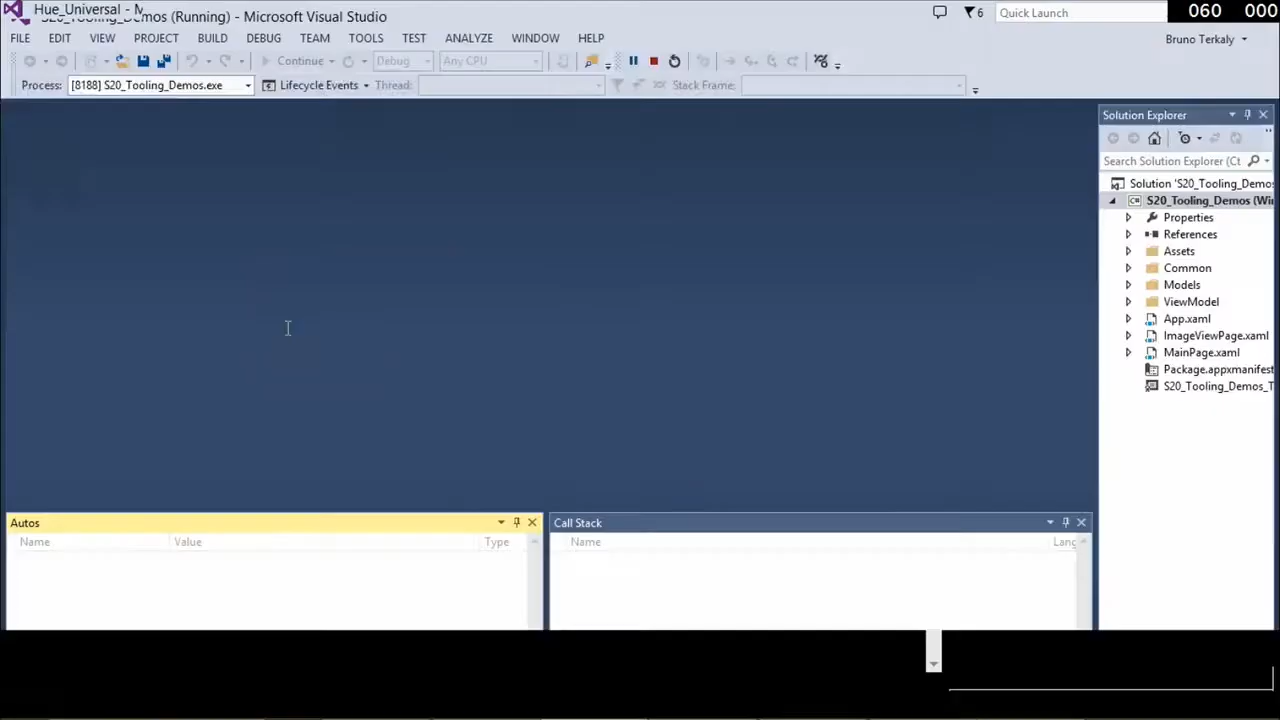 Hue_Universal - M
S20_Tooling_Demos (Running) - Microsoft Visual Studio
6
Quick Launch
060 000
FILE EDIT VIEW PROJECT BUILD DEBUG TEAM TOOLS TEST ANALYZE WINDOW HELP
Bruno Terkaly
Continue Debug Any CPU
Process: [8188] S20_Tooling_Demos.exe Lifecycle Events Thread: Stack Frame:
Solution Explorer
Search Solution Explorer (Ct
Solution 'S20_Tooling_Demos
S20_Tooling_Demos (Wi
Properties
References
Assets
Common
Models
ViewModel
App.xaml
ImageViewPage.xaml
MainPage.xaml
Package.appxmanifest
S20_Tooling_Demos_T
Autos
Name Value Type
Call Stack
Name Lang